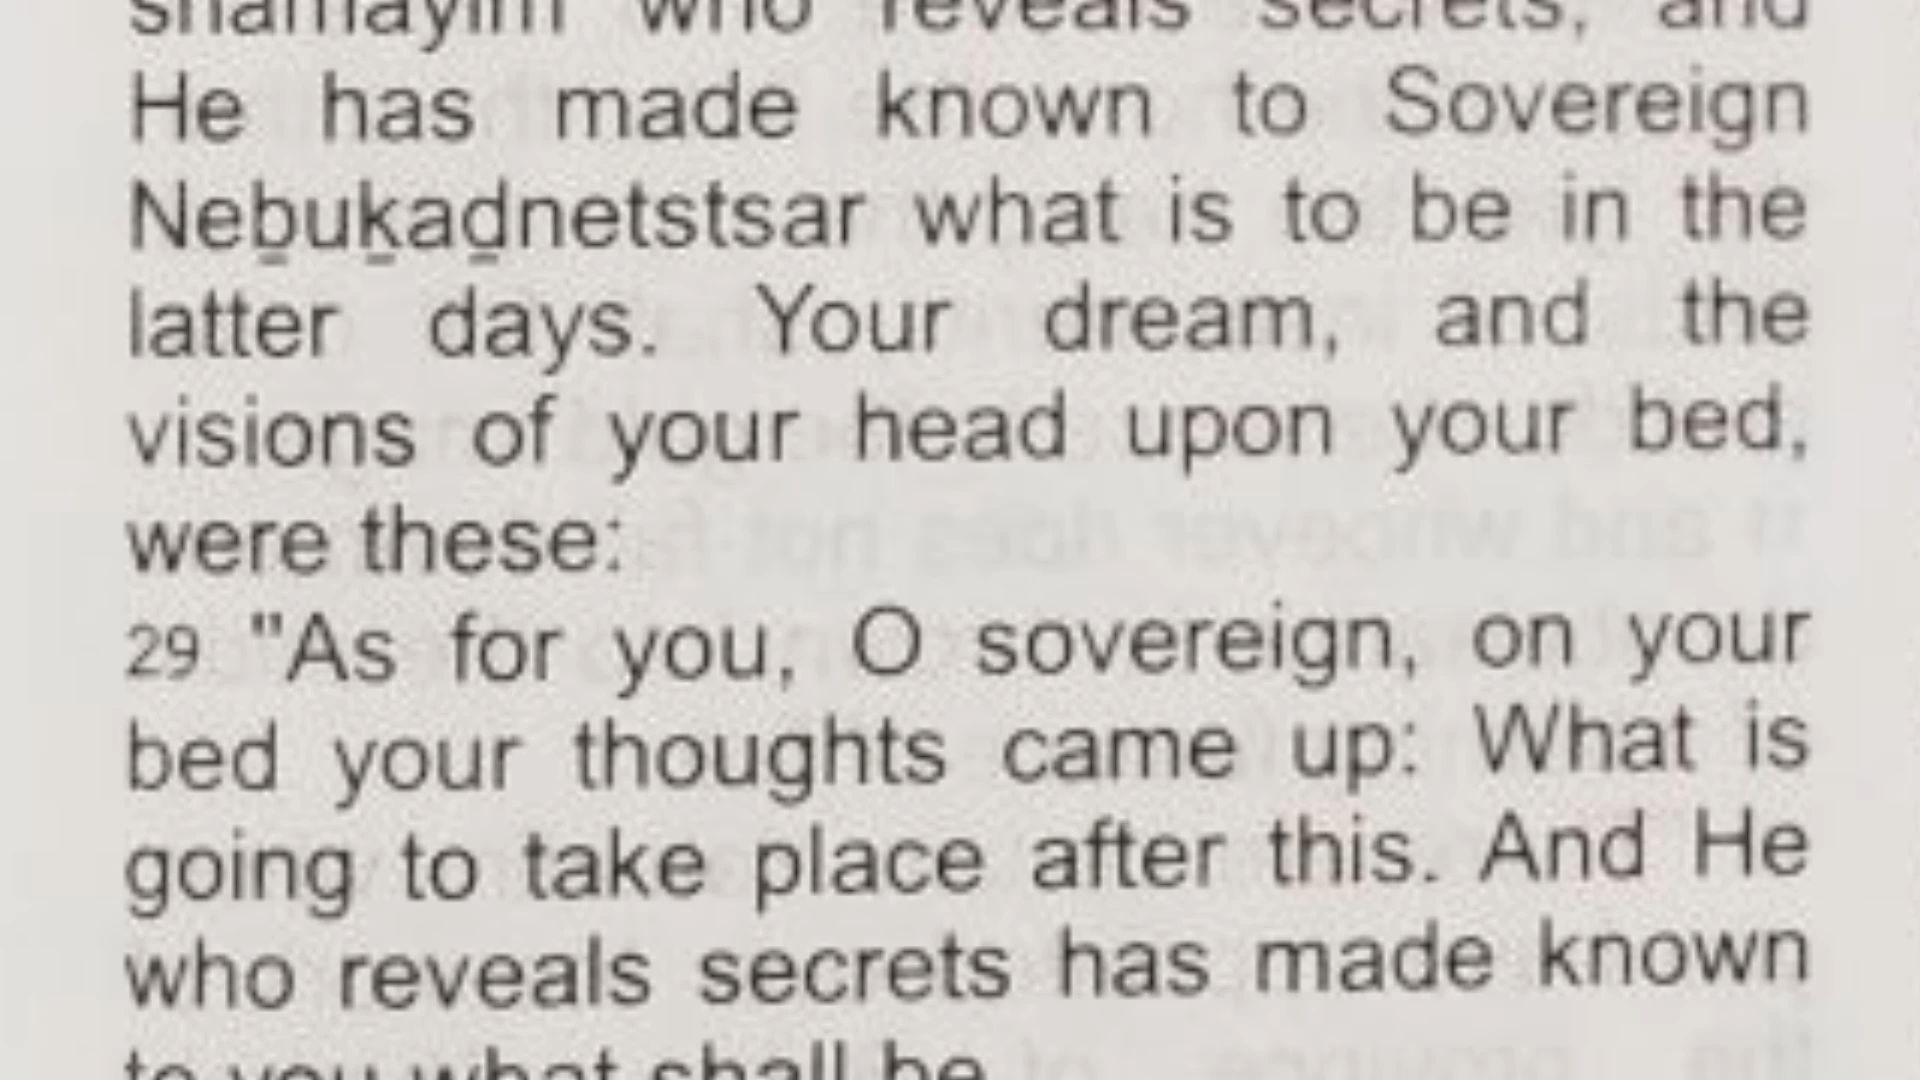 shamayim who reveals secrets, and
He has made known to Sovereign
Neḇuḵaḏnetstsar what is to be in the
latter days. Your dream, and the
visions of your head upon your bed,
were these:
29 "As for you, O sovereign, on your
bed your thoughts came up: What is
going to take place after this. And He
who reveals secrets has made known
to you what shall be